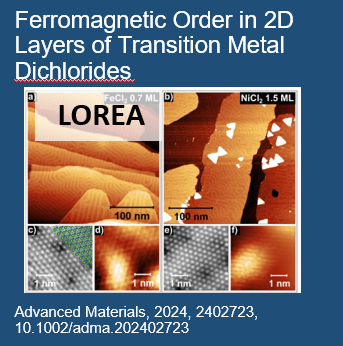 Ferromagnetic Order in 2D
Layers of Transition Metal
Dichlorides
a) FeCl₂ 0.7 ML
LOREA
100 nm
b) NiCl₂ 1.5 ML
100 nm
c)
1 nm
d)
1 nm
e)
1 nm
f)
1 nm
Advanced Materials, 2024, 2402723,
10.1002/adma.202402723